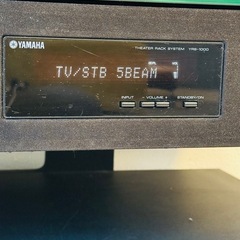 YAMAHA
THEATER RACK SYSTEM YRS-1000
TV/STB 5BEAM
INPUT - VOLUME + STANDBY/ON